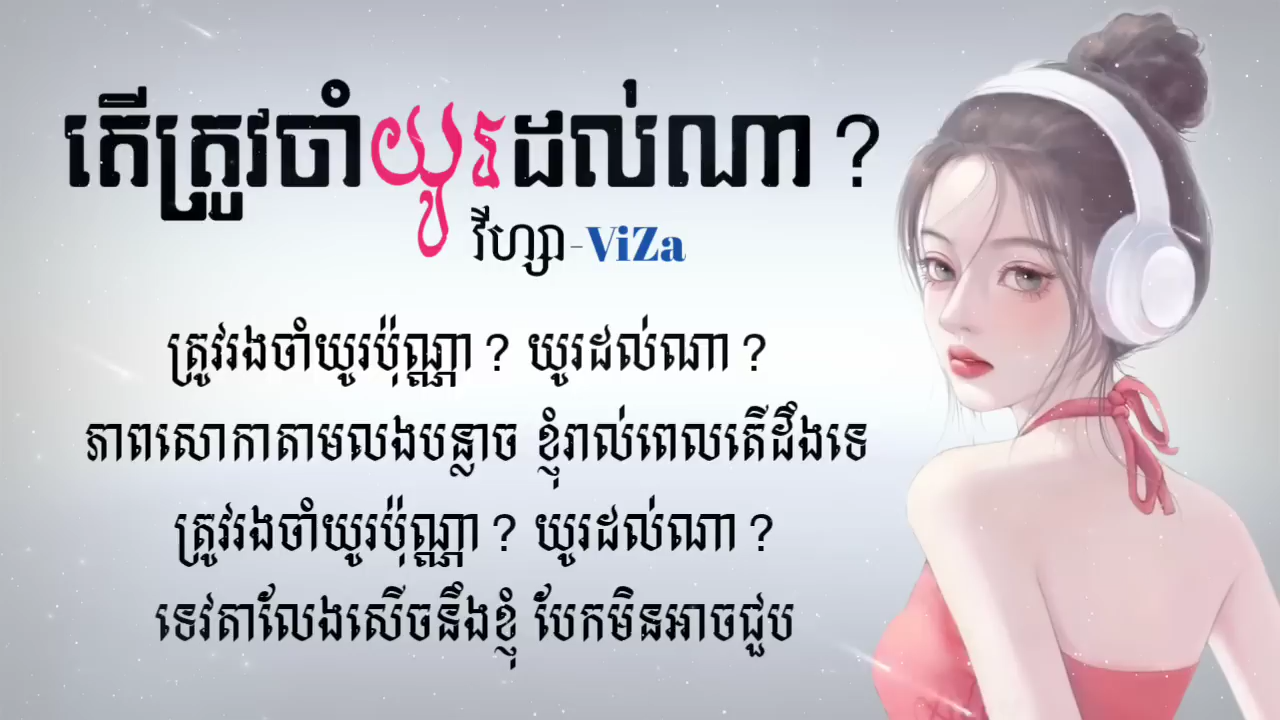 តើត្រូវចាំយូរដល់ណា ?
វីហ្សា-ViZa
ត្រូវរងចាំយូរប៉ុណ្ណា ? យូរដល់ណា ?
ភាពសោកាតាមលងបន្លាច ខ្ញុំរាល់ពេលតើដឹងទេ
ត្រូវរងចាំយូរប៉ុណ្ណា ? យូរដល់ណា ?
ទេវតាលែងសើចនឹងខ្ញុំ បែកមិនអាចជួប